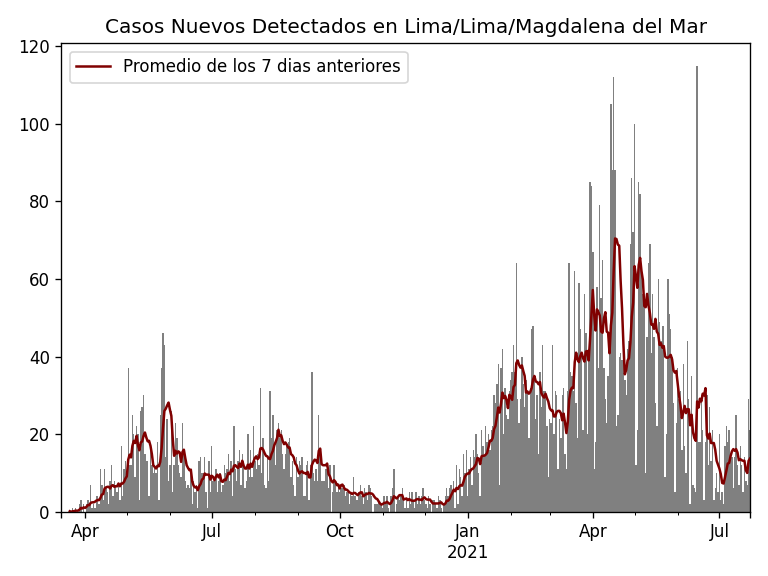 Casos Nuevos Detectados en Lima/Lima/Magdalena del Mar
Promedio de los 7 dias anteriores
120
100
80
60
40
20
0
Apr Jul Oct Jan Apr Jul
2021